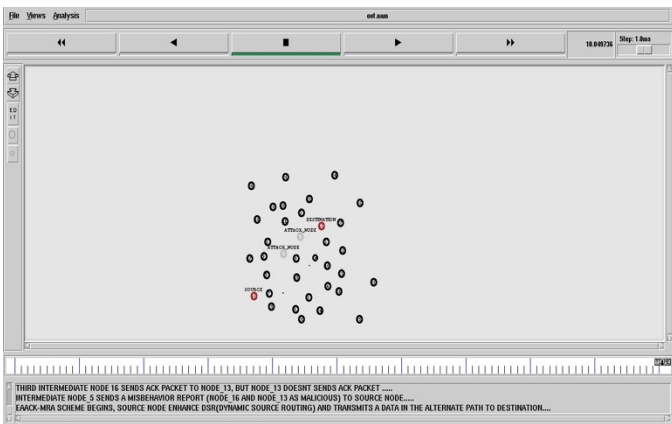 File Views Analysis
out.nam
18.049736
Step: 1.0ms
ED
IT
DESTINATION
ATTACK_NODE
ATTACK_NODE
SOURCE
THIRD INTERMEDIATE NODE 16 SENDS ACK PACKET TO NODE_13, BUT NODE_13 DOESNT SENDS ACK PACKET .....
INTERMEDIATE NODE_5 SENDS A MISBEHAVIOR REPORT (NODE_16 AND NODE_13 AS MALICIOUS) TO SOURCE NODE.....
EAACK-MRA SCHEME BEGINS, SOURCE NODE ENHANCE DSR(DYNAMIC SOURCE ROUTING) AND TRANSMITS A DATA IN THE ALTERNATE PATH TO DESTINATION....